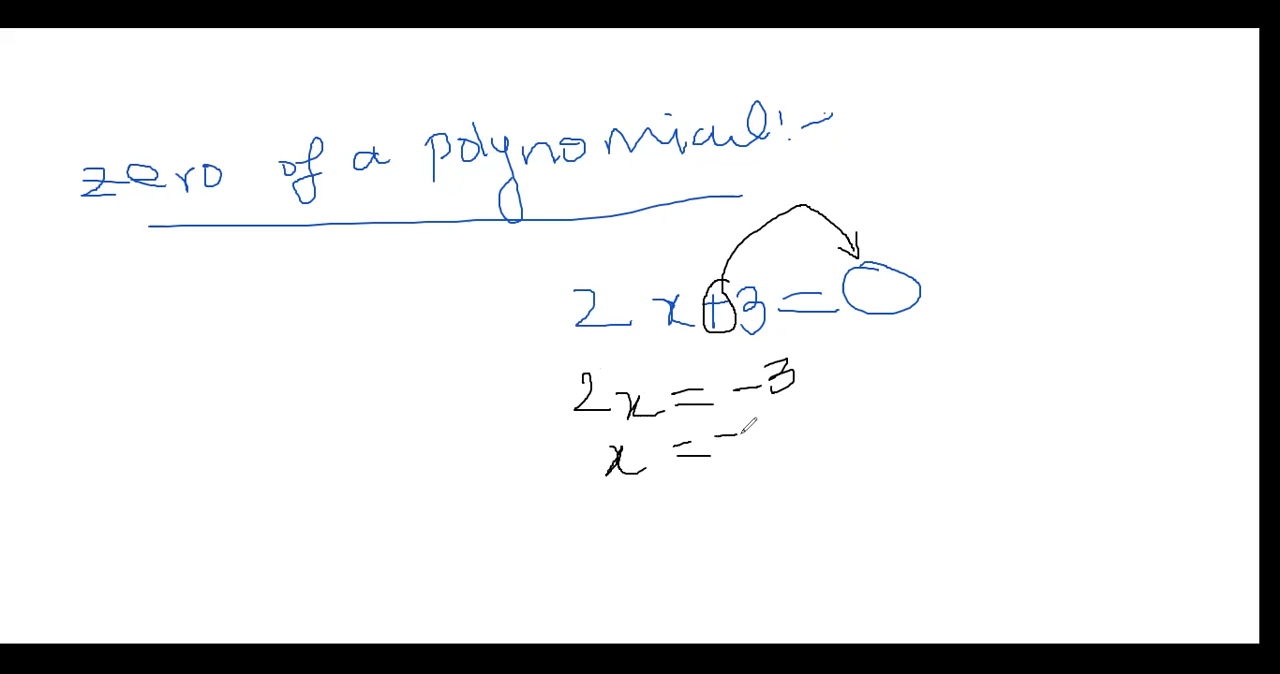 zero of a polynomial:-
2x+3=0
2x=-3
x=-